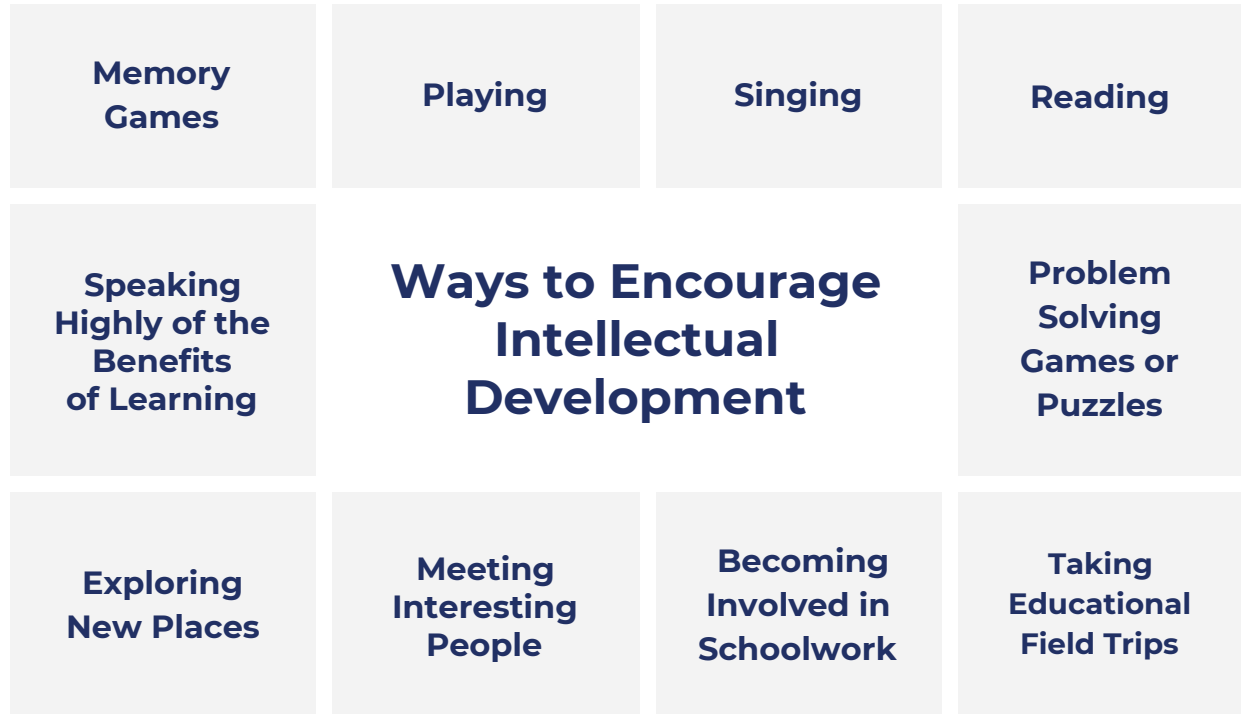 Memory
Games
Playing
Singing
Reading
Speaking
Highly of the
Benefits
of Learning
Ways to Encourage
Intellectual
Development
Problem
Solving
Games or
Puzzles
Exploring
New Places
Meeting
Interesting
People
Becoming
Involved in
Schoolwork
Taking
Educational
Field Trips